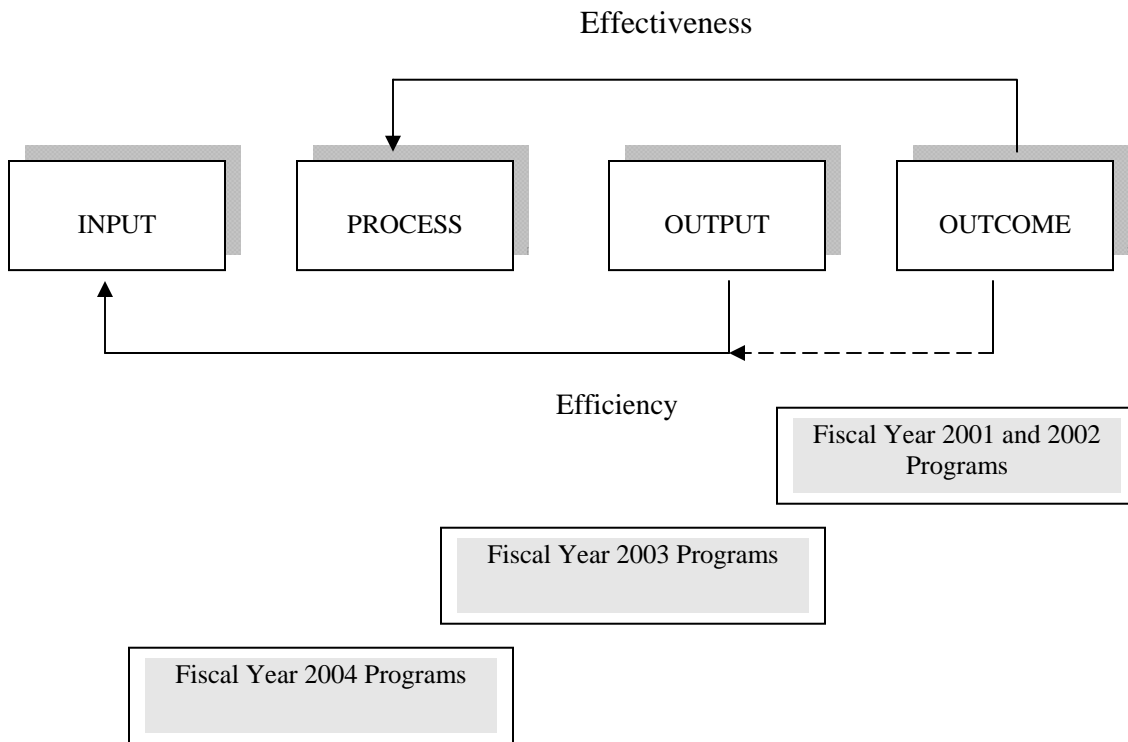 Effectiveness
INPUT
PROCESS
OUTPUT
OUTCOME
Efficiency
Fiscal Year 2001 and 2002
Programs
Fiscal Year 2003 Programs
Fiscal Year 2004 Programs